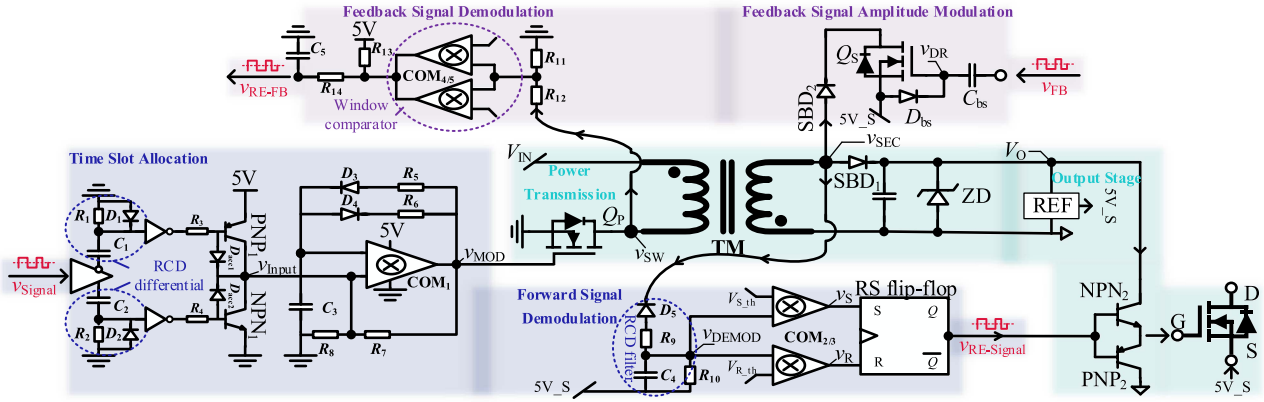 Feedback Signal Demodulation
Feedback Signal Amplitude Modulation
5V
C5
R13
R11
COM4/5
R14
R12
vRE-FB
Window
comparator
QS
vDR
Cbs
vFB
SBD2
Dbs
5V_S
vSEC
Time Slot Allocation
5V
R1
D1
R3
PNP1
C1
Dacc1
RCD
differential
vSignal
vInput
C2
Dacc2
R2
D2
R4
NPN1
D3
R5
D4
R6
5V
COM1
vMOD
C3
R8
R7
VIN
Power
Transmission
QP
vSW
TM
SBD1
ZD
VO
Output Stage
REF
5V_S
Forward Signal
Demodulation
D5
RCD filter
R9
vDEMOD
C4
R10
5V_S
VS_th
vS
COM2/3
VR_th
vR
RS flip-flop
S
Q
R
Q
vRE-Signal
NPN2
PNP2
D
G
S
5V_S